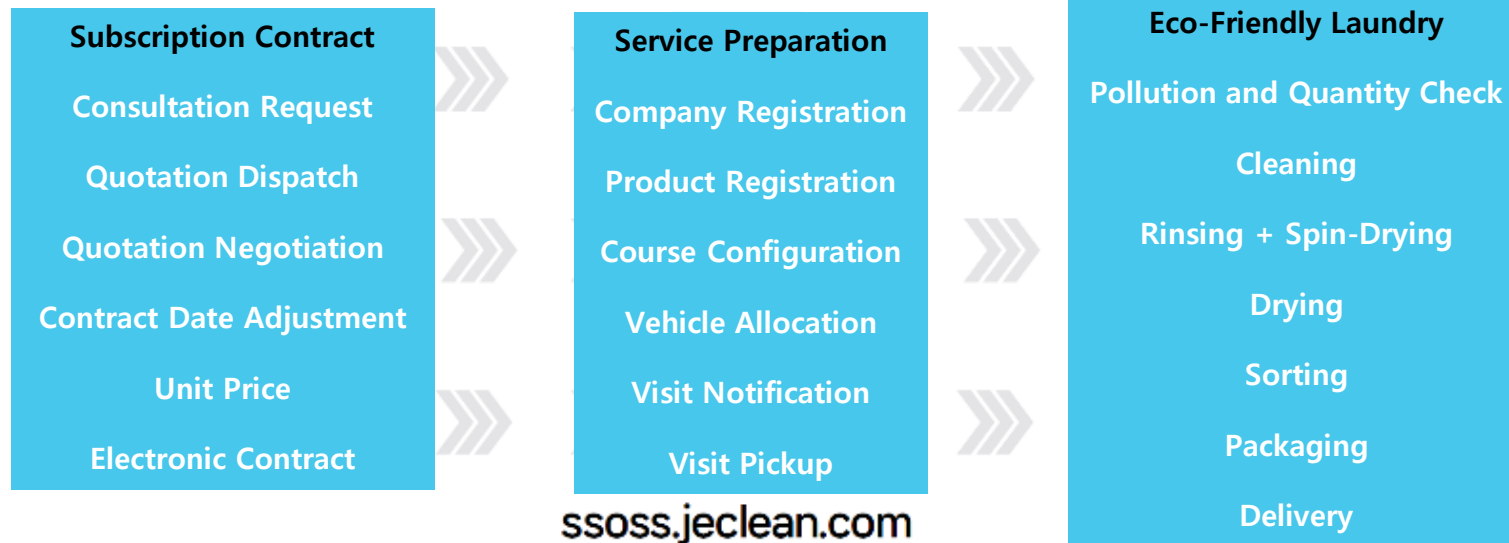 Subscription Contract
Consultation Request
Quotation Dispatch
Quotation Negotiation
Contract Date Adjustment
Unit Price
Electronic Contract
Service Preparation
Company Registration
Product Registration
Course Configuration
Vehicle Allocation
Visit Notification
Visit Pickup
ssoss.jeclean.com
Eco-Friendly Laundry
Pollution and Quantity Check
Cleaning
Rinsing + Spin-Drying
Drying
Sorting
Packaging
Delivery